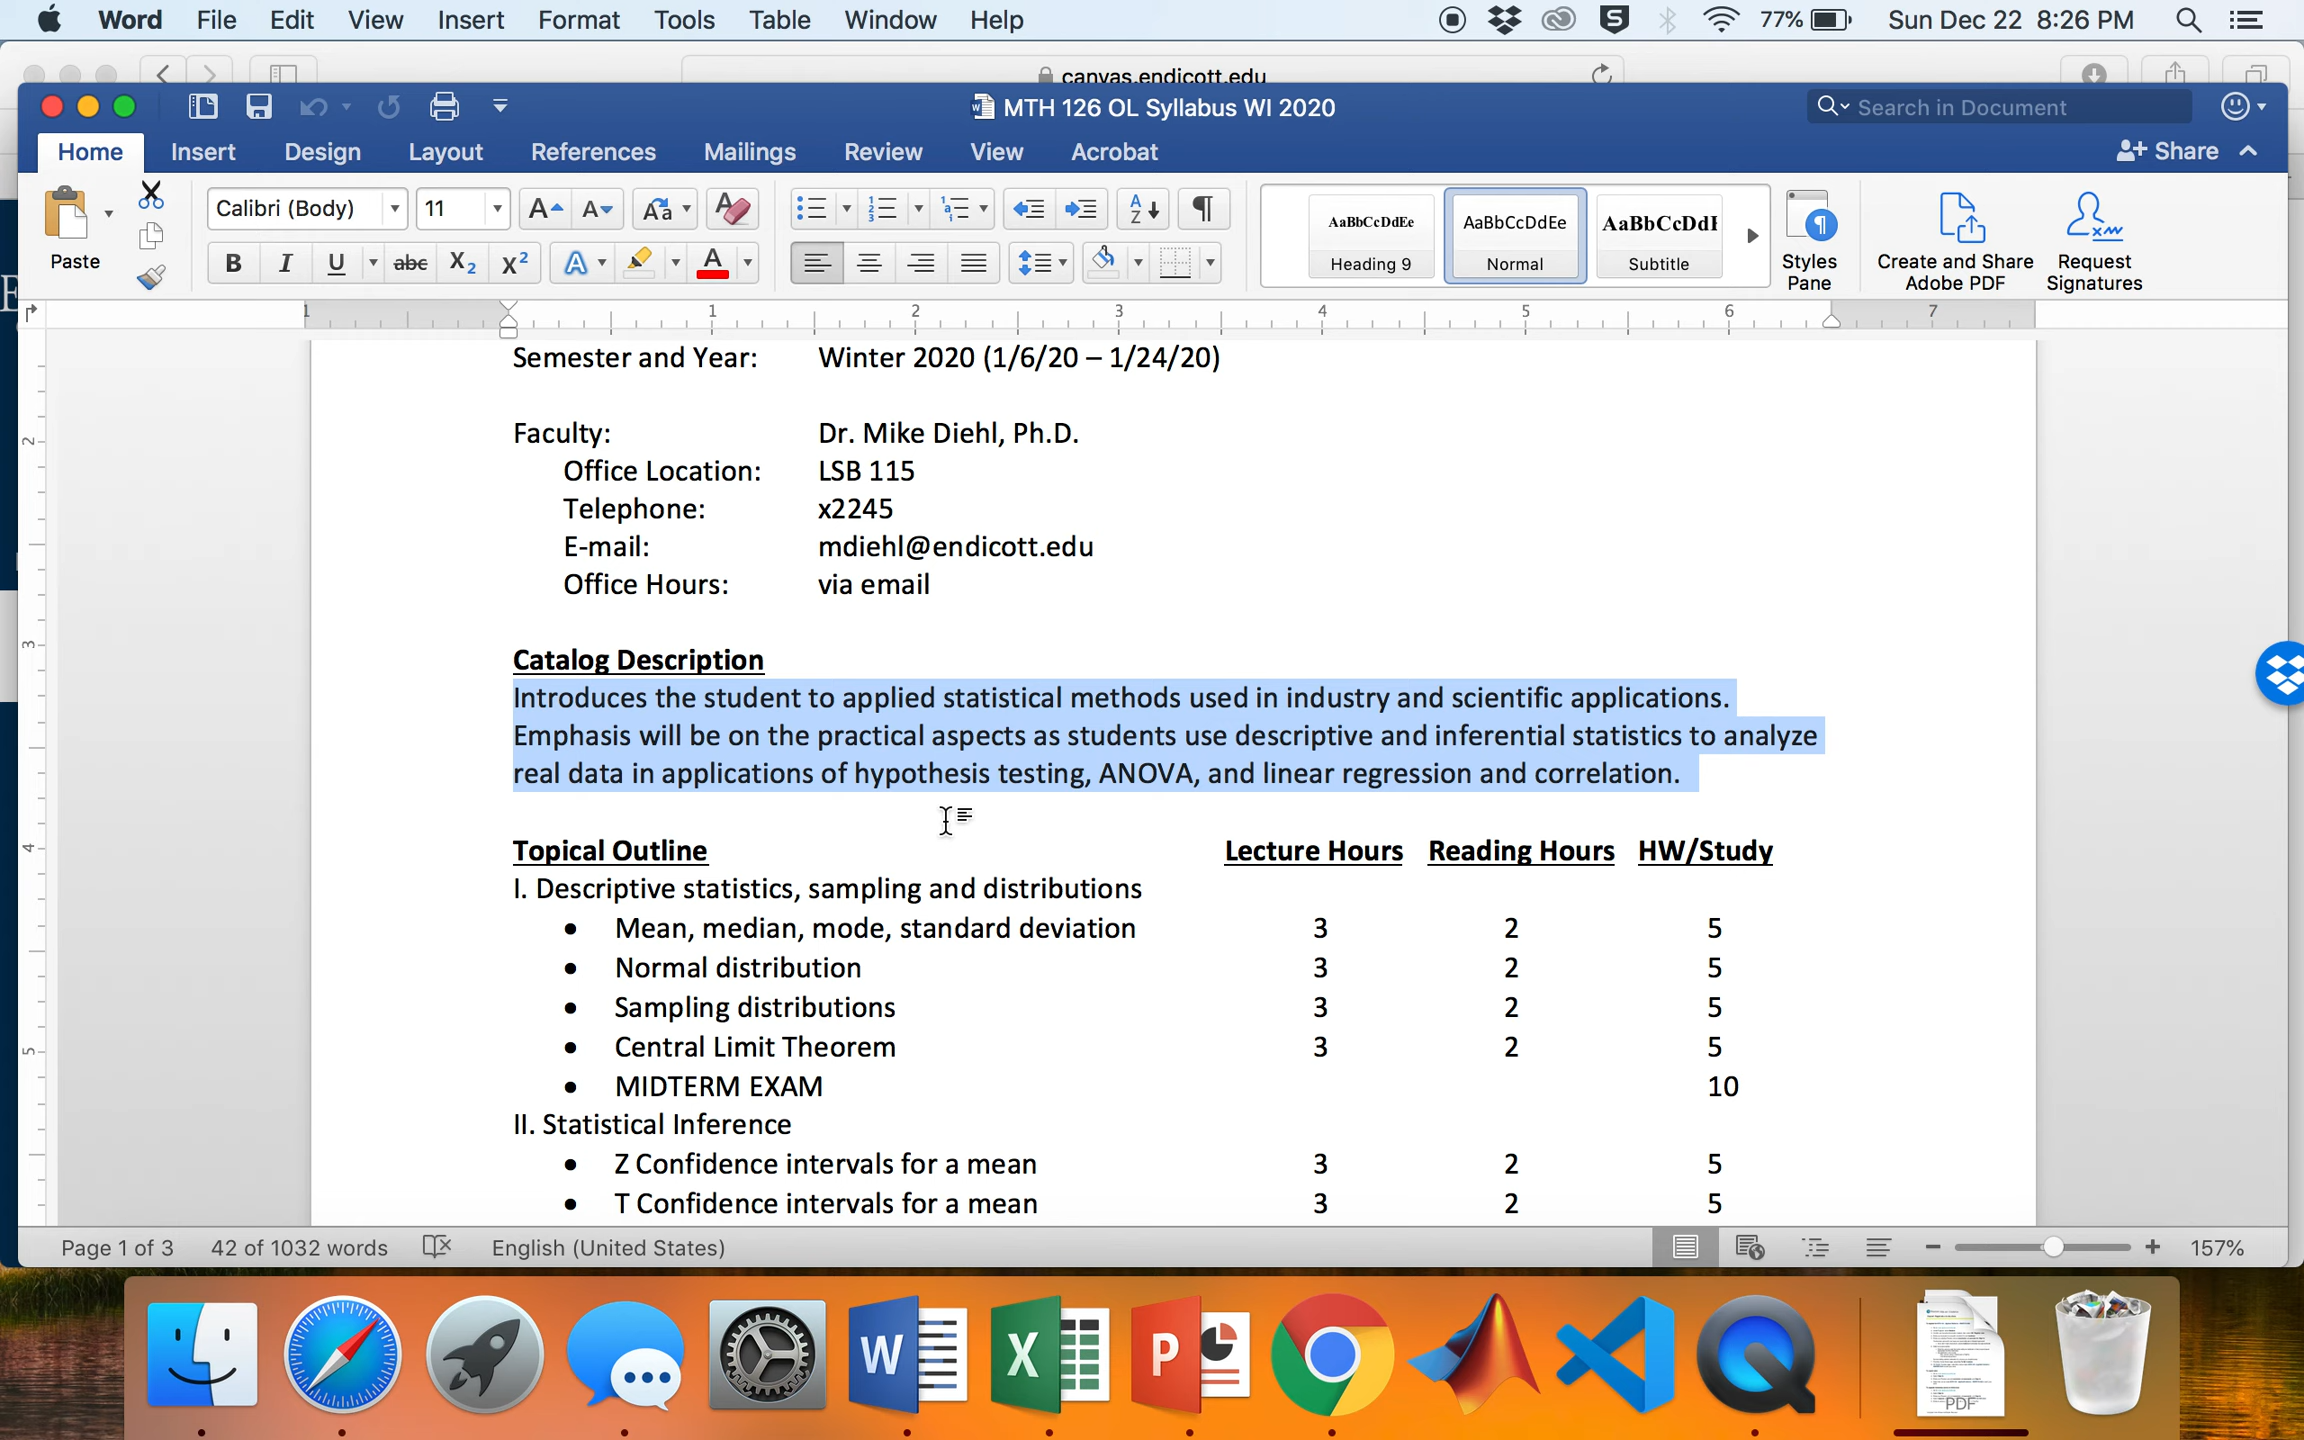 Word File Edit View Insert Format Tools Table Window Help 77% Sun Dec 22 8:26 PM
canvas.endicott.edu
MTH 126 OL Syllabus WI 2020 Search in Document
Home Insert Design Layout References Mailings Review View Acrobat Share
Paste Calibri (Body) 11 AaBbCcDdEe Heading 9 AaBbCcDdEe Normal AaBbCcDdI Subtitle Styles Pane Create and Share Adobe PDF Request Signatures
1 1 2 3 4 5 6 7
Semester and Year: Winter 2020 (1/6/20 – 1/24/20)
Faculty: Dr. Mike Diehl, Ph.D.
Office Location: LSB 115
Telephone: x2245
E-mail: mdiehl@endicott.edu
Office Hours: via email
Catalog Description
Introduces the student to applied statistical methods used in industry and scientific applications.
Emphasis will be on the practical aspects as students use descriptive and inferential statistics to analyze
real data in applications of hypothesis testing, ANOVA, and linear regression and correlation.
Topical Outline Lecture Hours Reading Hours HW/Study
I. Descriptive statistics, sampling and distributions
• Mean, median, mode, standard deviation 3 2 5
• Normal distribution 3 2 5
• Sampling distributions 3 2 5
• Central Limit Theorem 3 2 5
• MIDTERM EXAM 10
II. Statistical Inference
• Z Confidence intervals for a mean 3 2 5
• T Confidence intervals for a mean 3 2 5
Page 1 of 3 42 of 1032 words English (United States) 157%
PDF